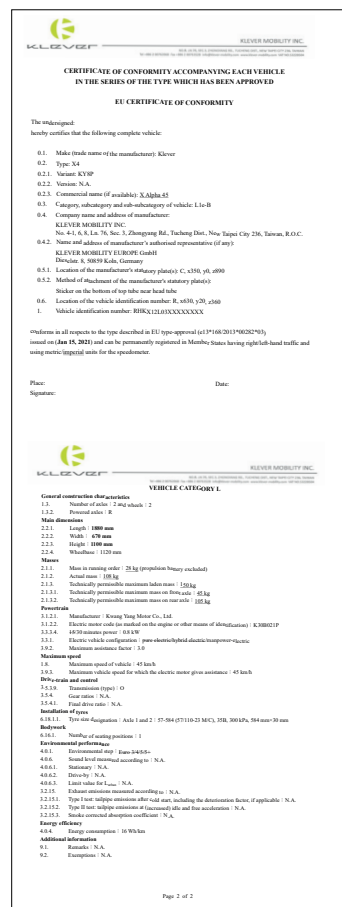 KLEVER
KLEVER MOBILITY INC.
CERTIFICATE OF CONFORMITY ACCOMPANYING EACH VEHICLE
IN THE SERIES OF THE TYPE WHICH HAS BEEN APPROVED
EU CERTIFICATE OF CONFORMITY
The undersigned:
hereby certifies that the following complete vehicle:
0.1. Make (trade name of the manufacturer): Klever
0.2. Type: X4
0.2.1. Variant: KY8P
0.2.2. Version: N.A.
0.2.3. Commercial name (if available): X Alpha 45
0.3. Category, subcategory and sub-subcategory of vehicle: L1e-B
0.4. Company name and address of manufacturer:
KLEVER MOBILITY INC.
No. 4-1, 6, 8, Ln. 76, Sec. 3, Zhongyang Rd., Tucheng Dist., New Taipei City 236, Taiwan, R.O.C.
0.4.2. Name and address of manufacturer's authorised representative (if any):
KLEVER MOBILITY EUROPE GmbH
Dieselstr. 8, 50859 Koln, Germany
0.5.1. Location of the manufacturer's statutory plate(s): C, x350, y0, z890
0.5.2. Method of attachment of the manufacturer's statutory plate(s):
Sticker on the bottom of top tube near head tube
0.6. Location of the vehicle identification number: R, x630, y20, z360
1. Vehicle identification number: RHKX12L03XXXXXXXX
conforms in all respects to the type described in EU type-approval (e13*168/2013*00282*03)
issued on (Jan 15, 2021) and can be permanently registered in Member States having right/left-hand traffic and
using metric/imperial units for the speedometer.
Place: Date:
Signature:
KLEVER
KLEVER MOBILITY INC.
VEHICLE CATEGORY L
General construction characteristics
1.3. Number of axles : 2 and wheels : 2
1.3.2. Powered axles : R
Main dimensions
2.2.1. Length : 1880 mm
2.2.2. Width : 670 mm
2.2.3. Height : 1100 mm
2.2.4. Wheelbase : 1120 mm
Masses
2.1.1. Mass in running order : 28 kg (propulsion battery excluded)
2.1.2. Actual mass : 108 kg
2.1.3. Technically permissible maximum laden mass : 150 kg
2.1.3.1. Technically permissible maximum mass on front axle : 45 kg
2.1.3.2. Technically permissible maximum mass on rear axle : 105 kg
Powertrain
3.1.2.1. Manufacturer : Kwang Yang Motor Co., Ltd.
3.1.2.2. Electric motor code (as marked on the engine or other means of identification) : K30B021P
3.3.3.4. 48/30 minutes power : 0.8 kW
3.3.1. Electric vehicle configuration : pure electric/hybrid electric/manpower-electric
3.9.2. Maximum assistance factor : 3.0
Maximum speed
1.8. Maximum speed of vehicle : 45 km/h
3.9.3. Maximum vehicle speed for which the electric motor gives assistance : 45 km/h
Drive-train and control
3.5.3.9. Transmission (type) : O
3.5.4. Gear ratios : N.A.
3.5.4.1. Final drive ratio : N.A.
Installation of tyres
6.18.1.1. Tyre size designation : Axle 1 and 2 : 57-584 (57/110-23 M/C), 35B, 300 kPa, 584 mm×30 mm
Bodywork
6.16.1. Number of seating positions : 1
Environmental performance
4.0.1. Environmental step : Euro 3/4/5/5+
4.0.6. Sound level measured according to : N.A.
4.0.6.1. Stationary : N.A.
4.0.6.2. Drive-by : N.A.
4.0.6.3. Limit value for Lurban : N.A.
3.2.15. Exhaust emissions measured according to : N.A.
3.2.15.1. Type I test: tailpipe emissions after cold start, including the deterioration factor, if applicable : N.A.
3.2.15.2. Type II test: tailpipe emissions at (increased) idle and free acceleration : N.A.
3.2.15.3. Smoke corrected absorption coefficient : N.A.
Energy efficiency
4.0.4. Energy consumption : 16 Wh/km
Additional information
9.1. Remarks : N.A.
9.2. Exemptions : N.A.
Page 2 of 2